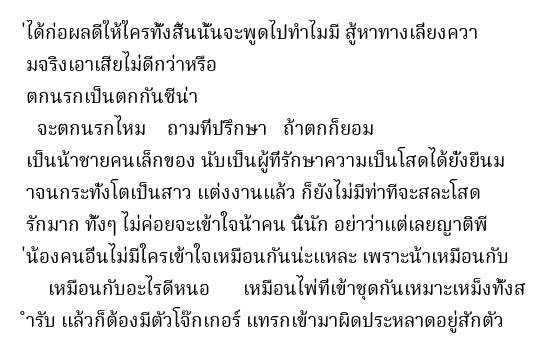 ่ได้ก่อผลดีให้ใครทั้งสิ้นนั้นจะพูดไปทำไมมี สู้หาทางเลี่ยงควา
มจริงเอาเสียไม่ดีกว่าหรือ
ตกนรกเป็นตกกันซีน่า
จะตกนรกไหม ถามที่ปรึกษา ถ้าตกก็ยอม
เป็นน้าชายคนเล็กของ นับเป็นผู้ที่รักษาความเป็นโสดได้ยั่งยืนม
าจนกระทั่งโตเป็นสาว แต่งงานแล้ว ก็ยังไม่มีท่าทีจะสละโสด
รักมาก ทั้งๆ ไม่ค่อยจะเข้าใจน้าคน นี้นัก อย่าว่าแต่เลยญาติพี
่น้องคนอื่นไม่มีใครเข้าใจเหมือนกันน่ะแหละ เพราะน้าเหมือนกับ
เหมือนกับอะไรดีหนอ เหมือนไพ่ที่เข้าชุดกันเหมาะเหม็งทั้งส
ำรับ แล้วก็ต้องมีตัวโจ๊กเกอร์ แทรกเข้ามาผิดประหลาดอยู่สักตัว